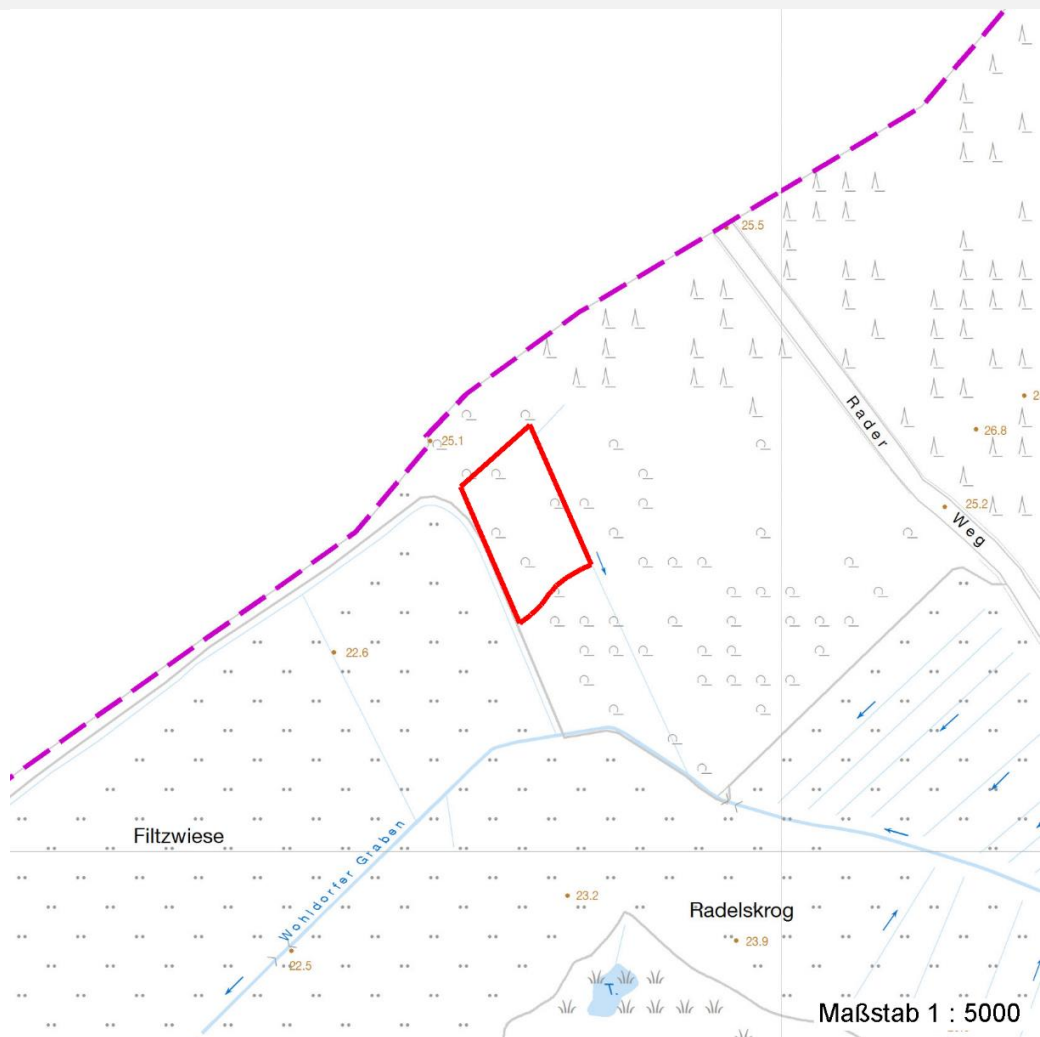 25.5
25.1
Rader
26.8
25.2
Weg
22.6
Filtzwiese
Wohldorfer Graben
23.2
Radelskrog
23.9
22.5
T.
Maßstab 1 : 5000